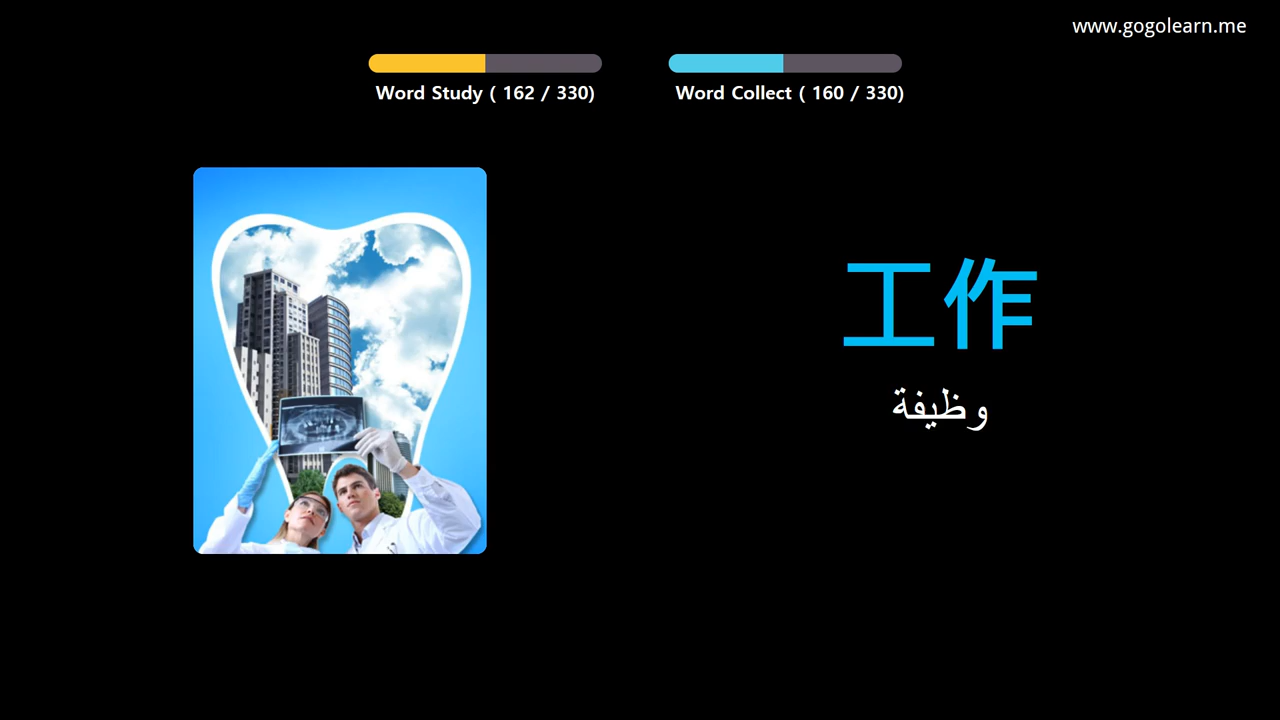 www.gogolearn.me
Word Study ( 162 / 330)
Word Collect ( 160 / 330)
工作
وظيفة